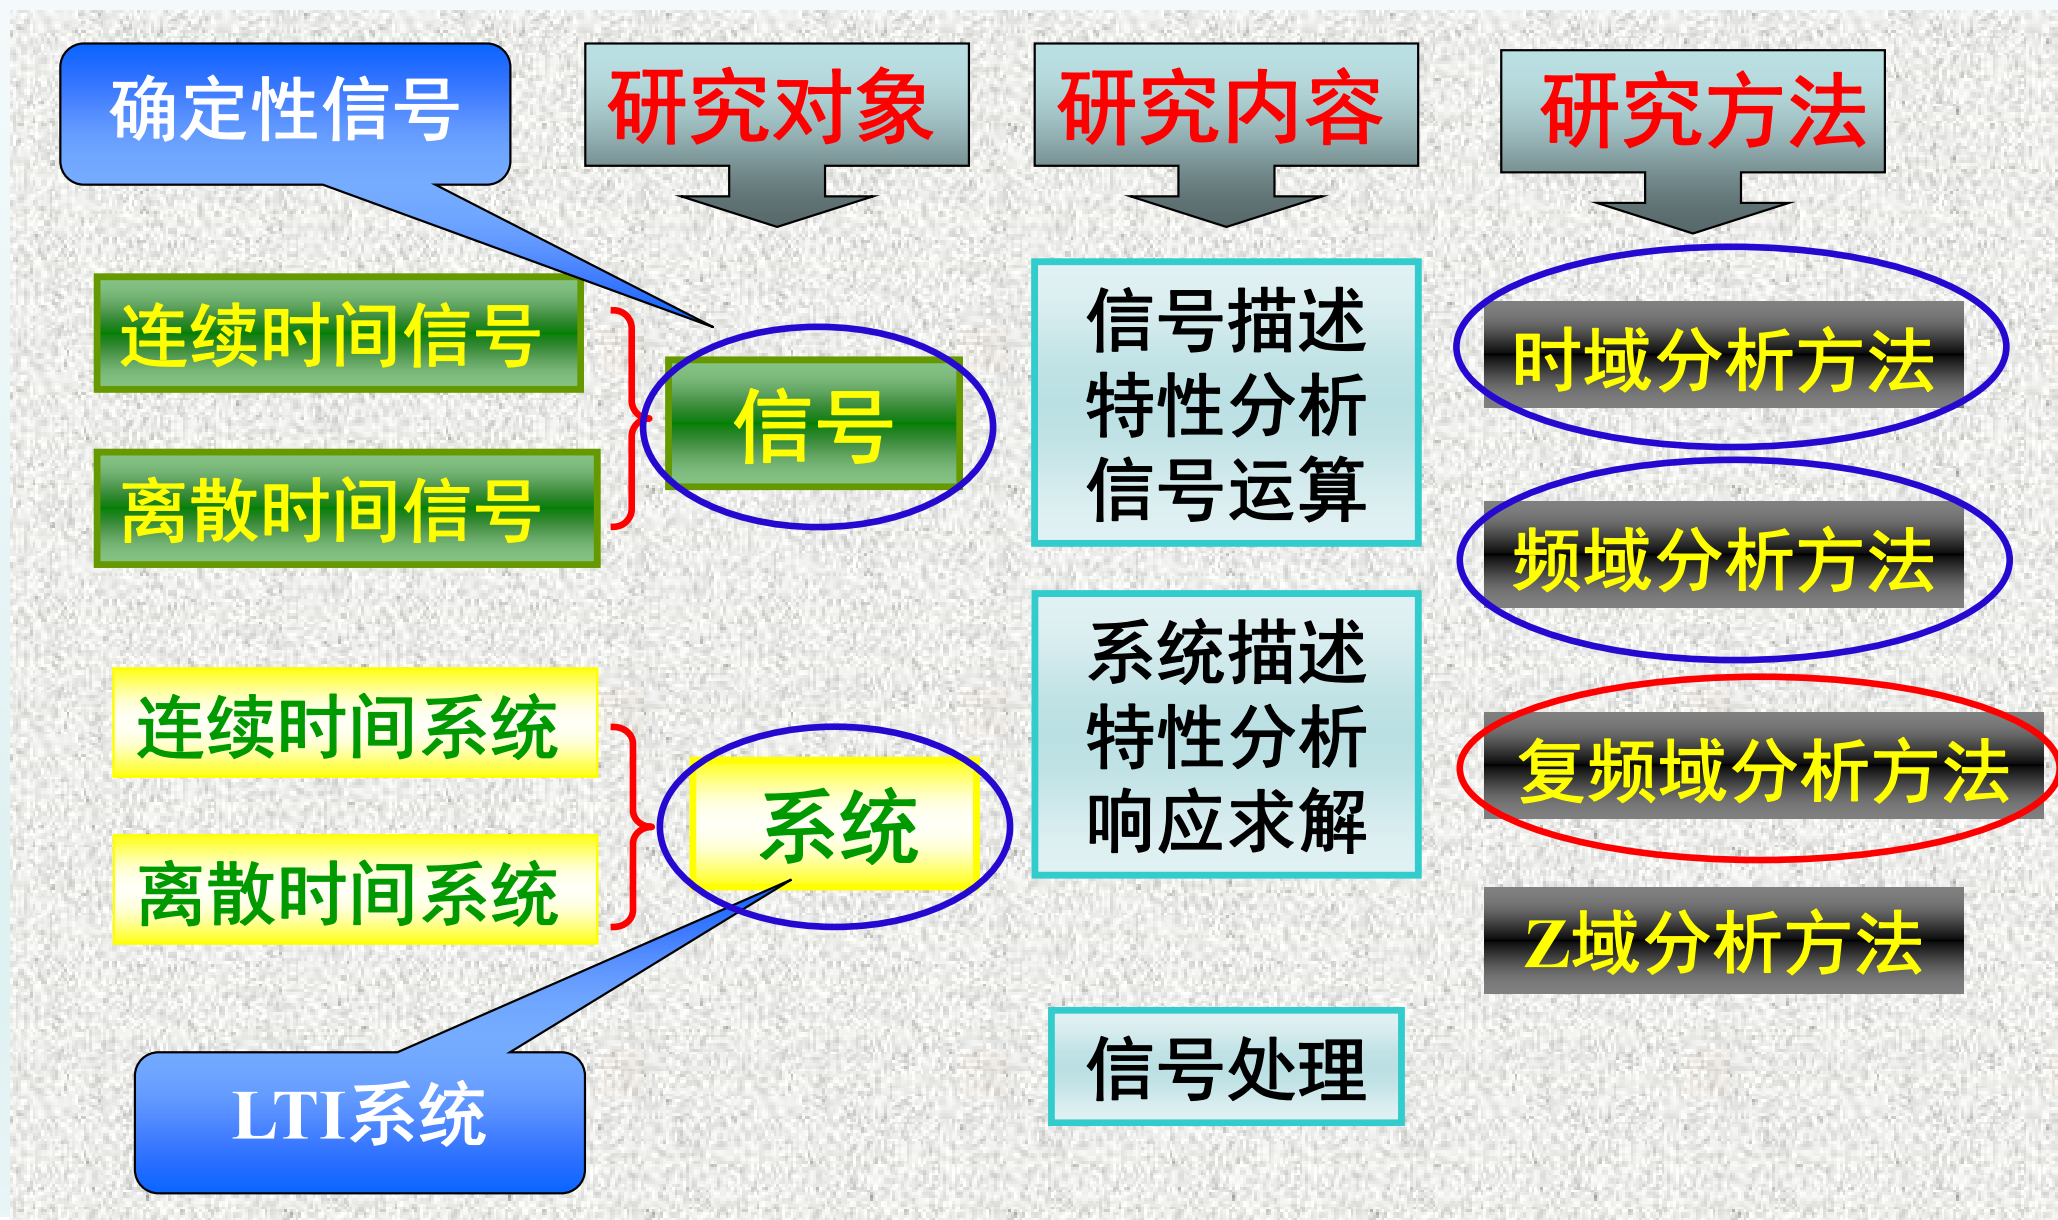 确定性信号
研究对象
研究内容
研究方法
连续时间信号
离散时间信号
信号
信号描述
特性分析
信号运算
时域分析方法
频域分析方法
连续时间系统
离散时间系统
系统
系统描述
特性分析
响应求解
复频域分析方法
Z域分析方法
信号处理
LTI系统